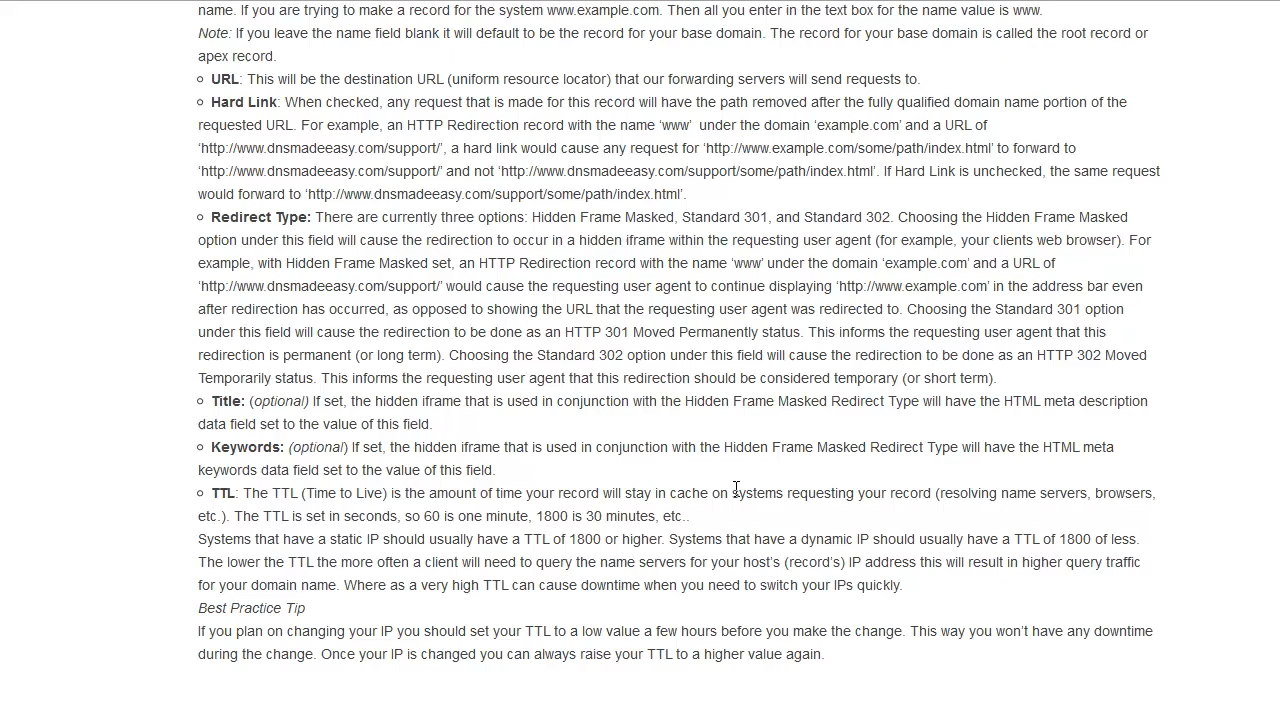 name. If you are trying to make a record for the system www.example.com. Then all you enter in the text box for the name value is www.
Note: If you leave the name field blank it will default to be the record for your base domain. The record for your base domain is called the root record or
apex record.
URL: This will be the destination URL (uniform resource locator) that our forwarding servers will send requests to.
Hard Link: When checked, any request that is made for this record will have the path removed after the fully qualified domain name portion of the
requested URL. For example, an HTTP Redirection record with the name ‘www’ under the domain ‘example.com’ and a URL of
‘http://www.dnsmadeeasy.com/support/’, a hard link would cause any request for ‘http://www.example.com/some/path/index.html’ to forward to
‘http://www.dnsmadeeasy.com/support/’ and not ‘http://www.dnsmadeeasy.com/support/some/path/index.html’. If Hard Link is unchecked, the same request
would forward to ‘http://www.dnsmadeeasy.com/support/some/path/index.html’.
Redirect Type: There are currently three options: Hidden Frame Masked, Standard 301, and Standard 302. Choosing the Hidden Frame Masked
option under this field will cause the redirection to occur in a hidden iframe within the requesting user agent (for example, your clients web browser). For
example, with Hidden Frame Masked set, an HTTP Redirection record with the name ‘www’ under the domain ‘example.com’ and a URL of
‘http://www.dnsmadeeasy.com/support/’ would cause the requesting user agent to continue displaying ‘http://www.example.com’ in the address bar even
after redirection has occurred, as opposed to showing the URL that the requesting user agent was redirected to. Choosing the Standard 301 option
under this field will cause the redirection to be done as an HTTP 301 Moved Permanently status. This informs the requesting user agent that this
redirection is permanent (or long term). Choosing the Standard 302 option under this field will cause the redirection to be done as an HTTP 302 Moved
Temporarily status. This informs the requesting user agent that this redirection should be considered temporary (or short term).
Title: (optional) If set, the hidden iframe that is used in conjunction with the Hidden Frame Masked Redirect Type will have the HTML meta description
data field set to the value of this field.
Keywords: (optional) If set, the hidden iframe that is used in conjunction with the Hidden Frame Masked Redirect Type will have the HTML meta
keywords data field set to the value of this field.
TTL: The TTL (Time to Live) is the amount of time your record will stay in cache on systems requesting your record (resolving name servers, browsers,
etc.). The TTL is set in seconds, so 60 is one minute, 1800 is 30 minutes, etc..
Systems that have a static IP should usually have a TTL of 1800 or higher. Systems that have a dynamic IP should usually have a TTL of 1800 of less.
The lower the TTL the more often a client will need to query the name servers for your host’s (record’s) IP address this will result in higher query traffic
for your domain name. Where as a very high TTL can cause downtime when you need to switch your IPs quickly.
Best Practice Tip
If you plan on changing your IP you should set your TTL to a low value a few hours before you make the change. This way you won’t have any downtime
during the change. Once your IP is changed you can always raise your TTL to a higher value again.